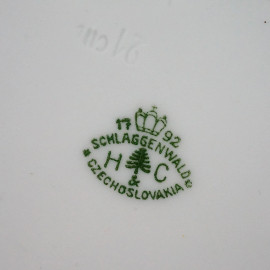 17 92
SCHLAGGENWALD
H & C
CZECHOSLOVAKIA